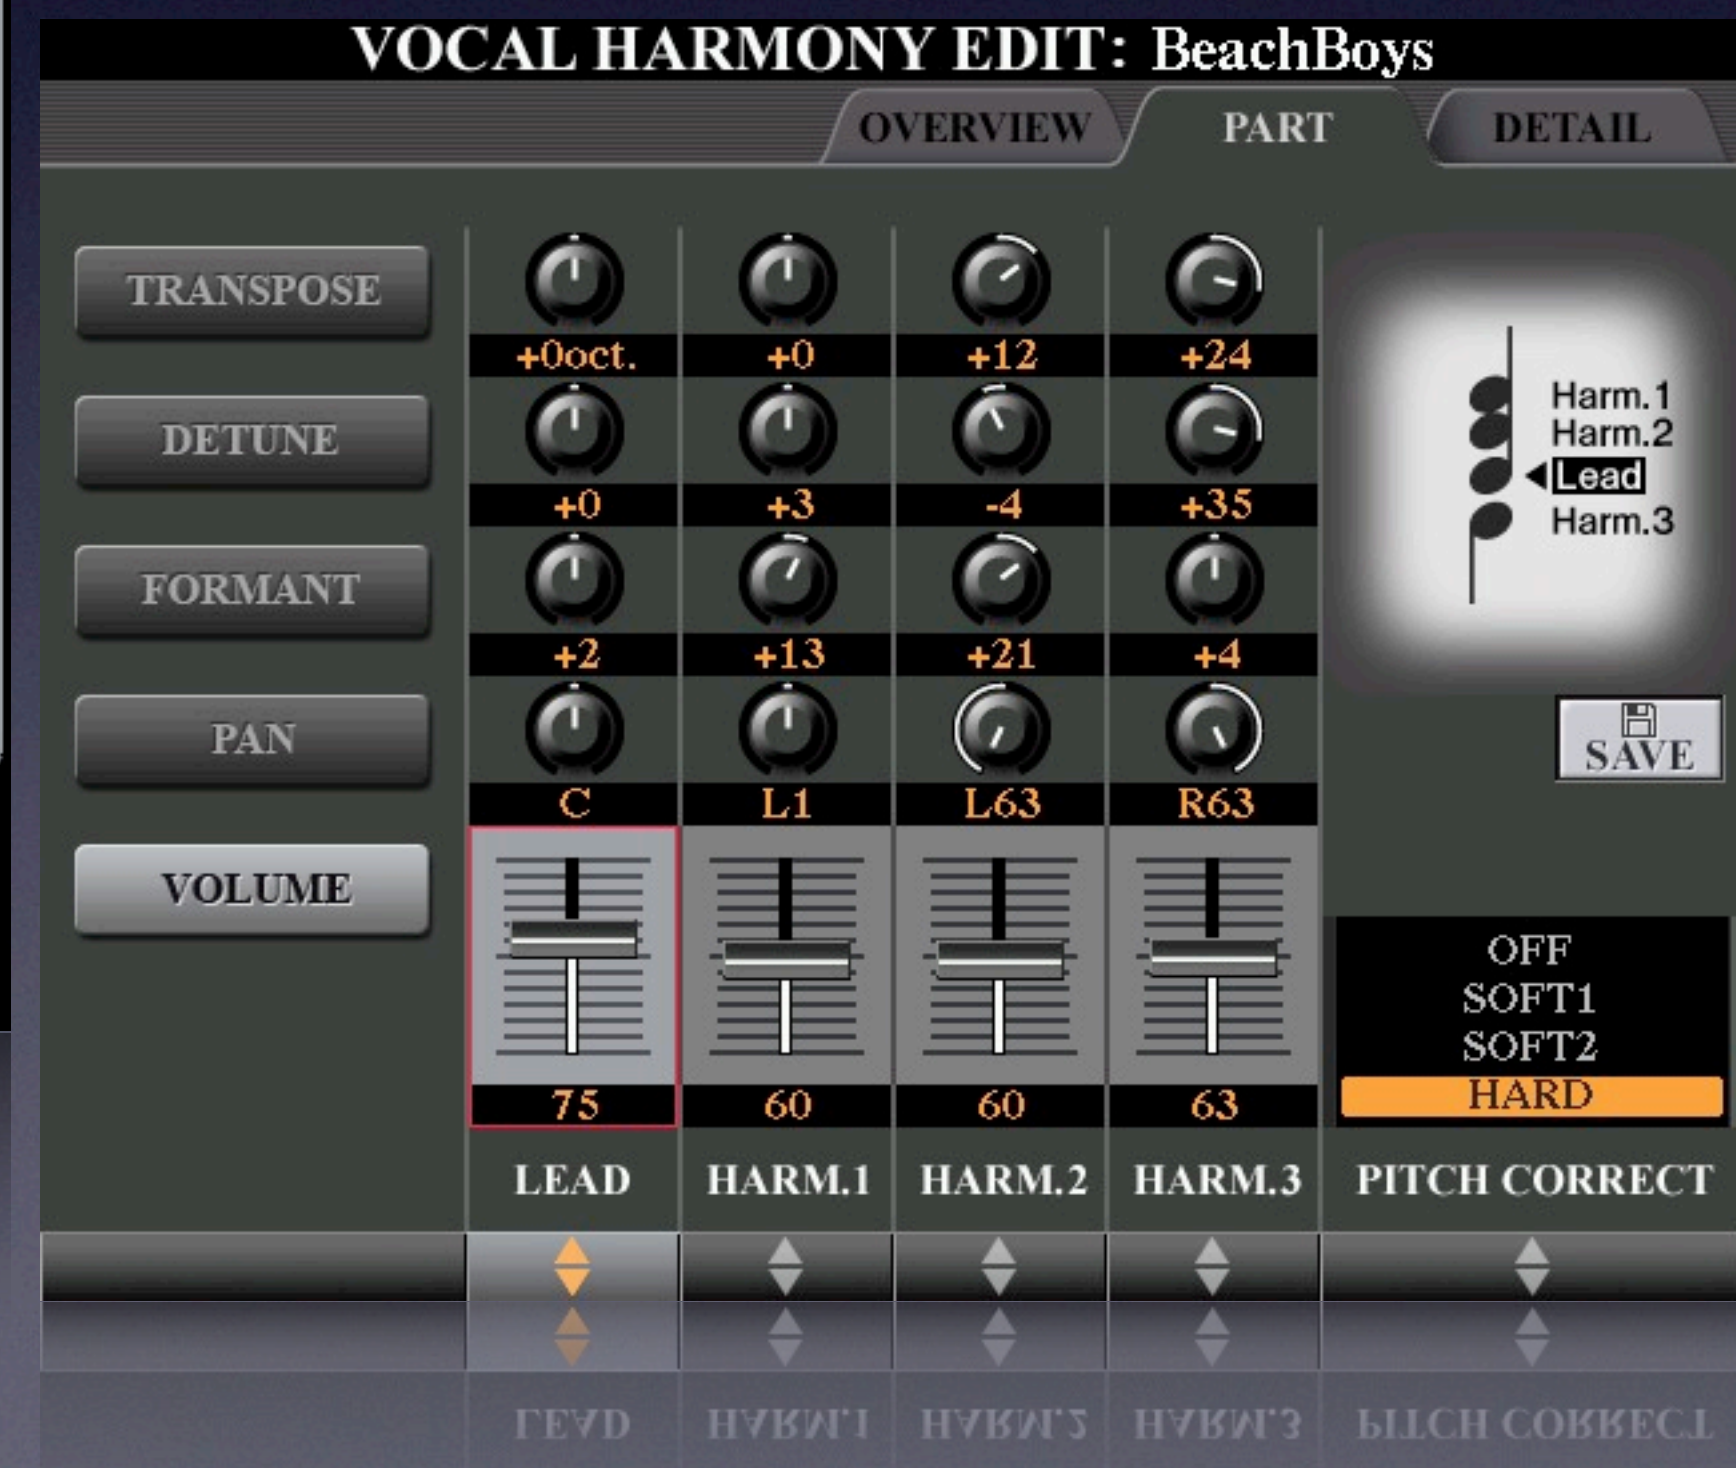 VOCAL HARMONY EDIT: BeachBoys
OVERVIEW PART DETAIL
TRANSPOSE
+0oct. +0 +12 +24
DETUNE
+0 +3 -4 +35
FORMANT
+2 +13 +21 +4
PAN
C L1 L63 R63
VOLUME
75 60 60 63
LEAD HARM.1 HARM.2 HARM.3 PITCH CORRECT
Harm.1
Harm.2
Lead
Harm.3
SAVE
OFF
SOFT1
SOFT2
HARD
LEAD HARM.1 HARM.2 HARM.3 PITCH CORRECT